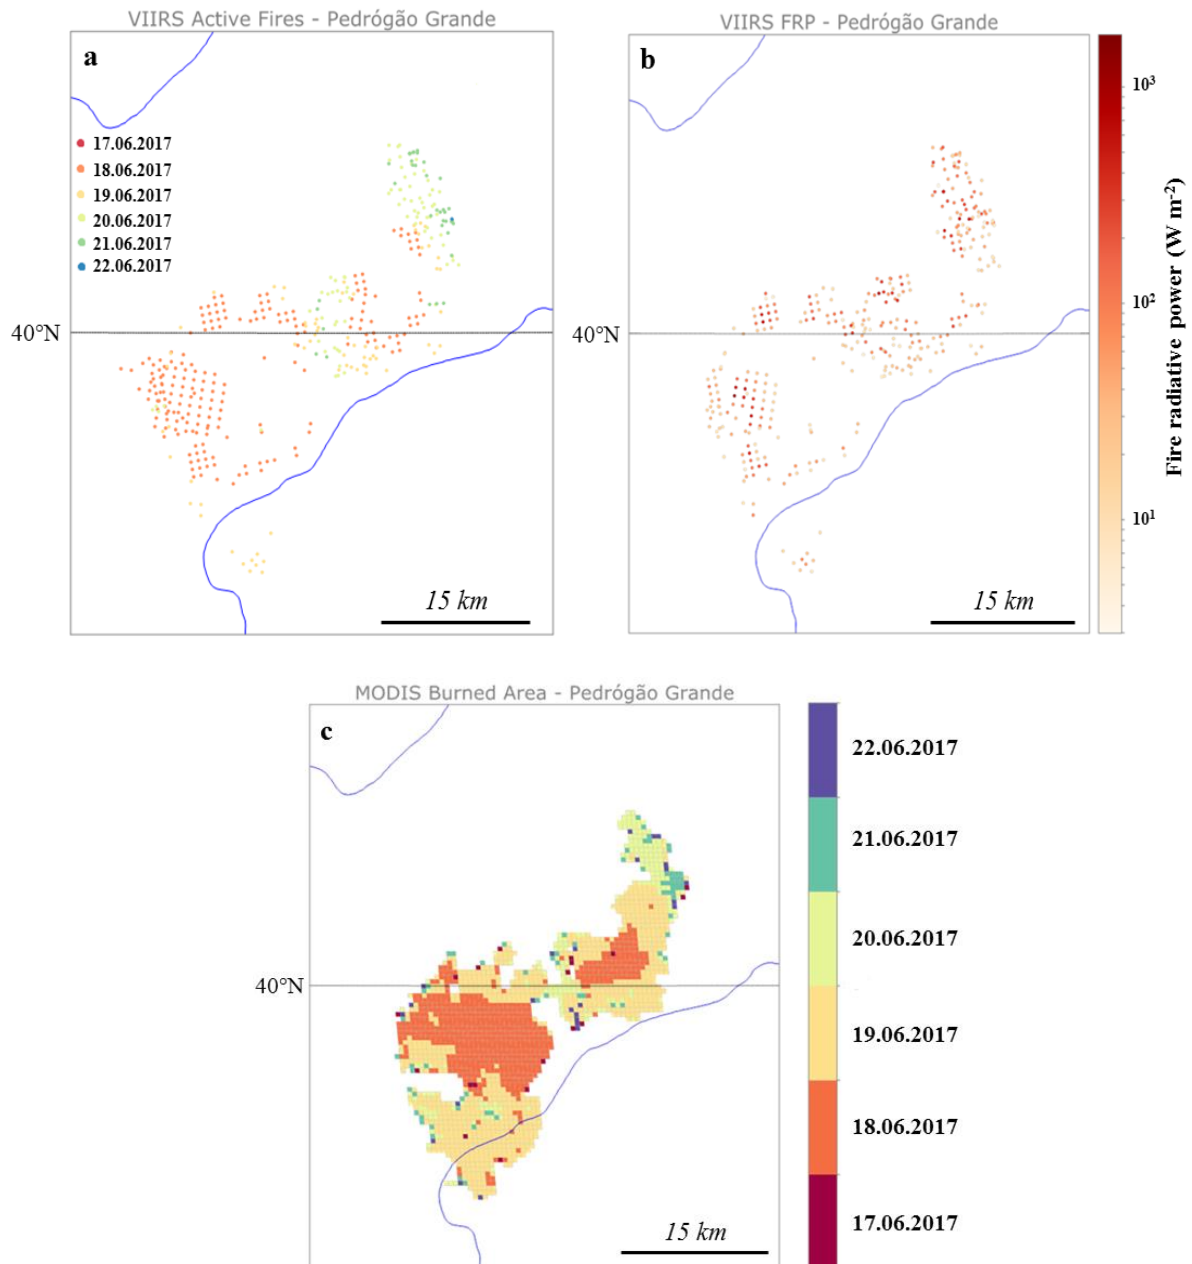 VIIRS Active Fires - Pedrógão Grande
a
17.06.2017
18.06.2017
19.06.2017
20.06.2017
21.06.2017
22.06.2017
40°N
15 km
VIIRS FRP - Pedrógão Grande
b
40°N
15 km
10³
10²
10¹
Fire radiative power (W m⁻²)
MODIS Burned Area - Pedrógão Grande
c
40°N
15 km
22.06.2017
21.06.2017
20.06.2017
19.06.2017
18.06.2017
17.06.2017